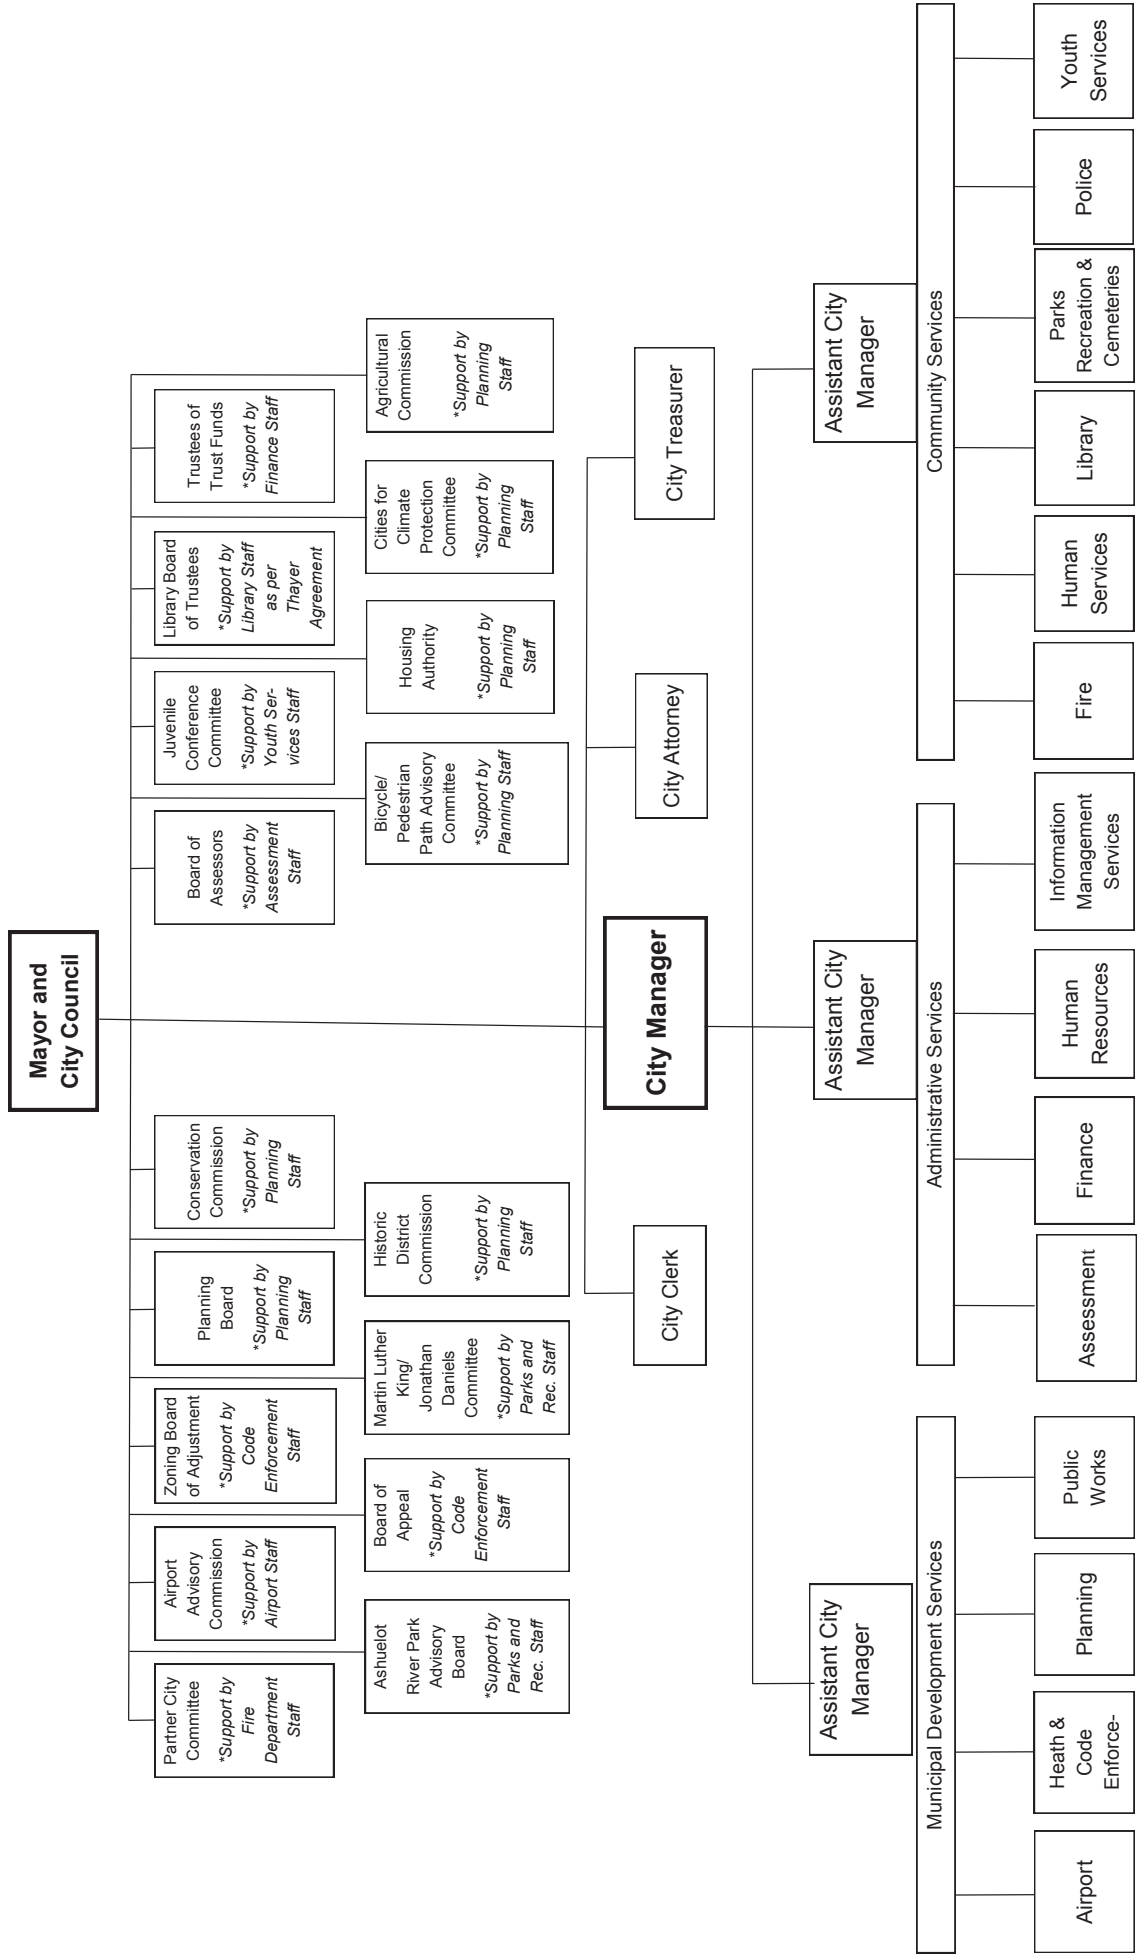 Mayor and
City Council
Partner City
Committee
*Support by
Fire
Department
Staff
Airport
Advisory
Commission
*Support by
Airport Staff
Zoning Board
of Adjustment
*Support by
Code
Enforcement
Staff
Planning
Board
*Support by
Planning
Staff
Conservation
Commission
*Support by
Planning
Staff
Board of
Assessors
*Support by
Assessment
Staff
Juvenile
Conference
Committee
*Support by
Youth Ser-
vices Staff
Library Board
of Trustees
*Support by
Library Staff
as per
Thayer
Agreement
Trustees of
Trust Funds
*Support by
Finance Staff
Ashuelot
River Park
Advisory
Board
*Support by
Parks and
Rec. Staff
Board of
Appeal
*Support by
Code
Enforcement
Staff
Martin Luther
King/
Jonathan
Daniels
Committee
*Support by
Parks and
Rec. Staff
Historic
District
Commission
*Support by
Planning
Staff
Bicycle/
Pedestrian
Path Advisory
Committee
*Support by
Planning Staff
Housing
Authority
*Support by
Planning
Staff
Cities for
Climate
Protection
Committee
*Support by
Planning
Staff
Agricultural
Commission
*Support by
Planning
Staff
City Clerk
City Manager
City Attorney
City Treasurer
Assistant City
Manager
Municipal Development Services
Airport
Heath &
Code
Enforce-
Planning
Public
Works
Assistant City
Manager
Administrative Services
Assessment
Finance
Human
Resources
Information
Management
Services
Assistant City
Manager
Community Services
Fire
Human
Services
Library
Parks
Recreation &
Cemeteries
Police
Youth
Services